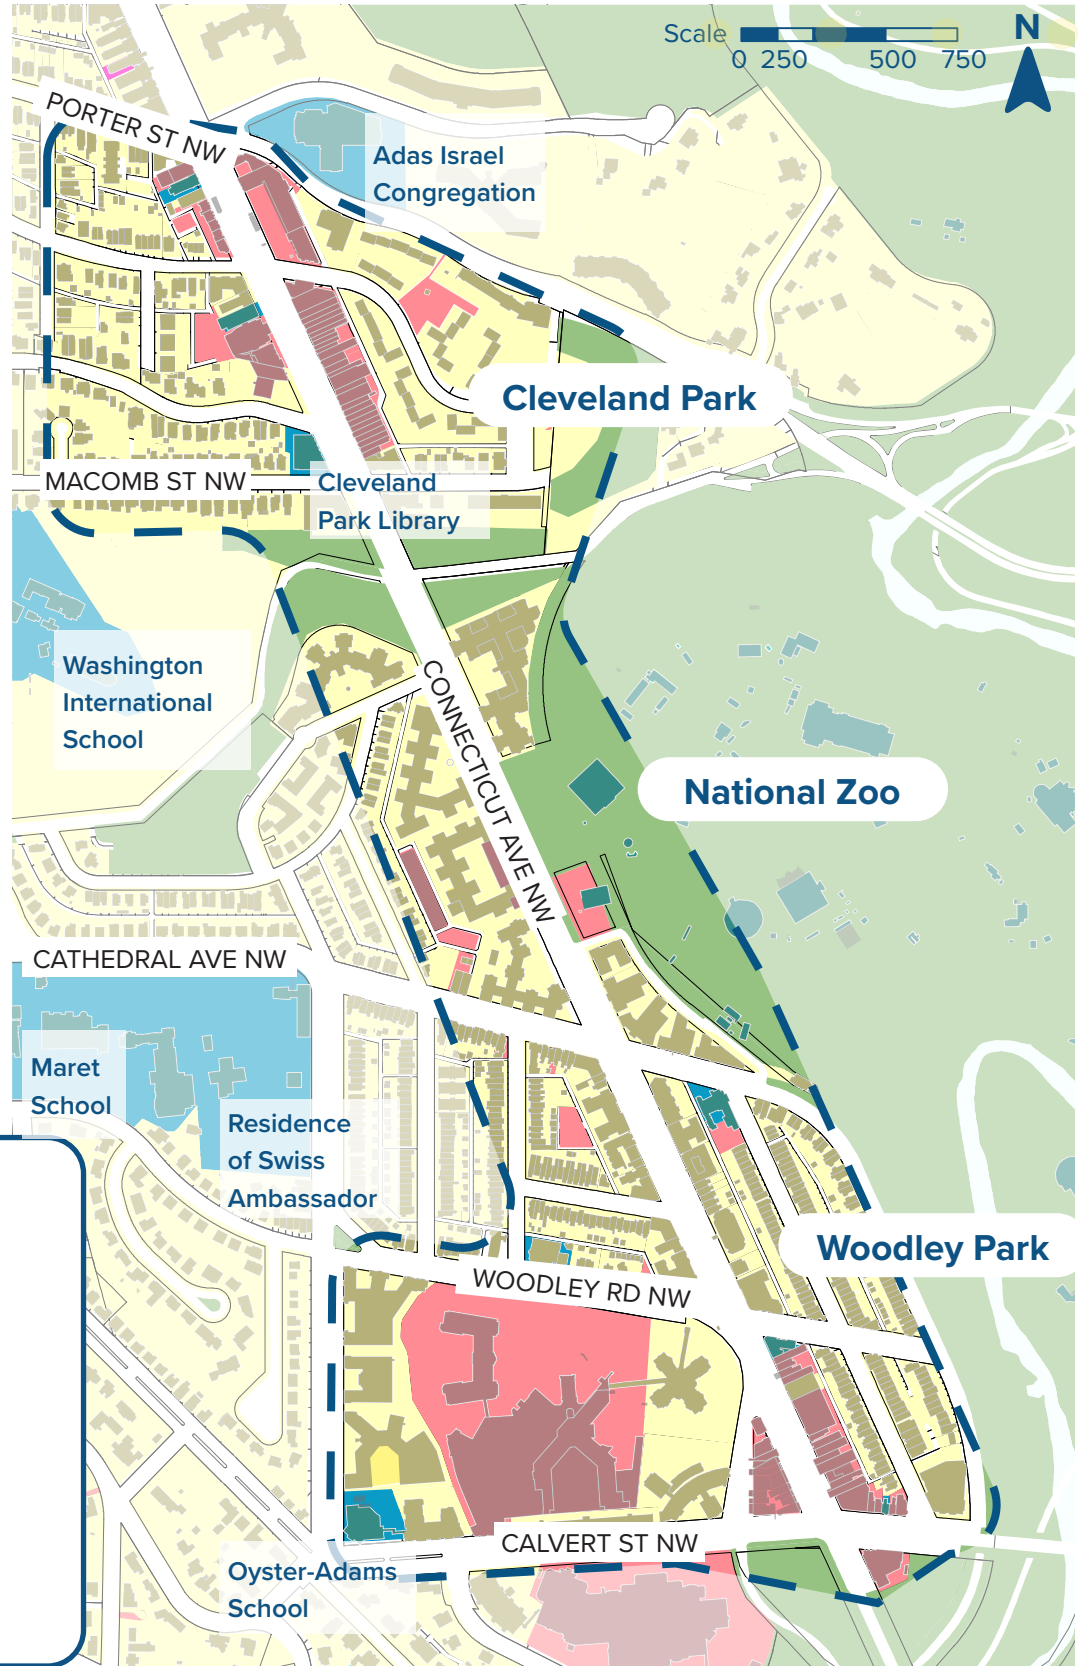 Scale
0 250 500 750
N
PORTER ST NW
Adas Israel
Congregation
Cleveland Park
MACOMB ST NW
Cleveland
Park Library
Washington
International
School
CONNECTICUT AVE NW
National Zoo
CATHEDRAL AVE NW
Maret
School
Residence
of Swiss
Ambassador
Woodley Park
WOODLEY RD NW
CALVERT ST NW
Oyster-Adams
School